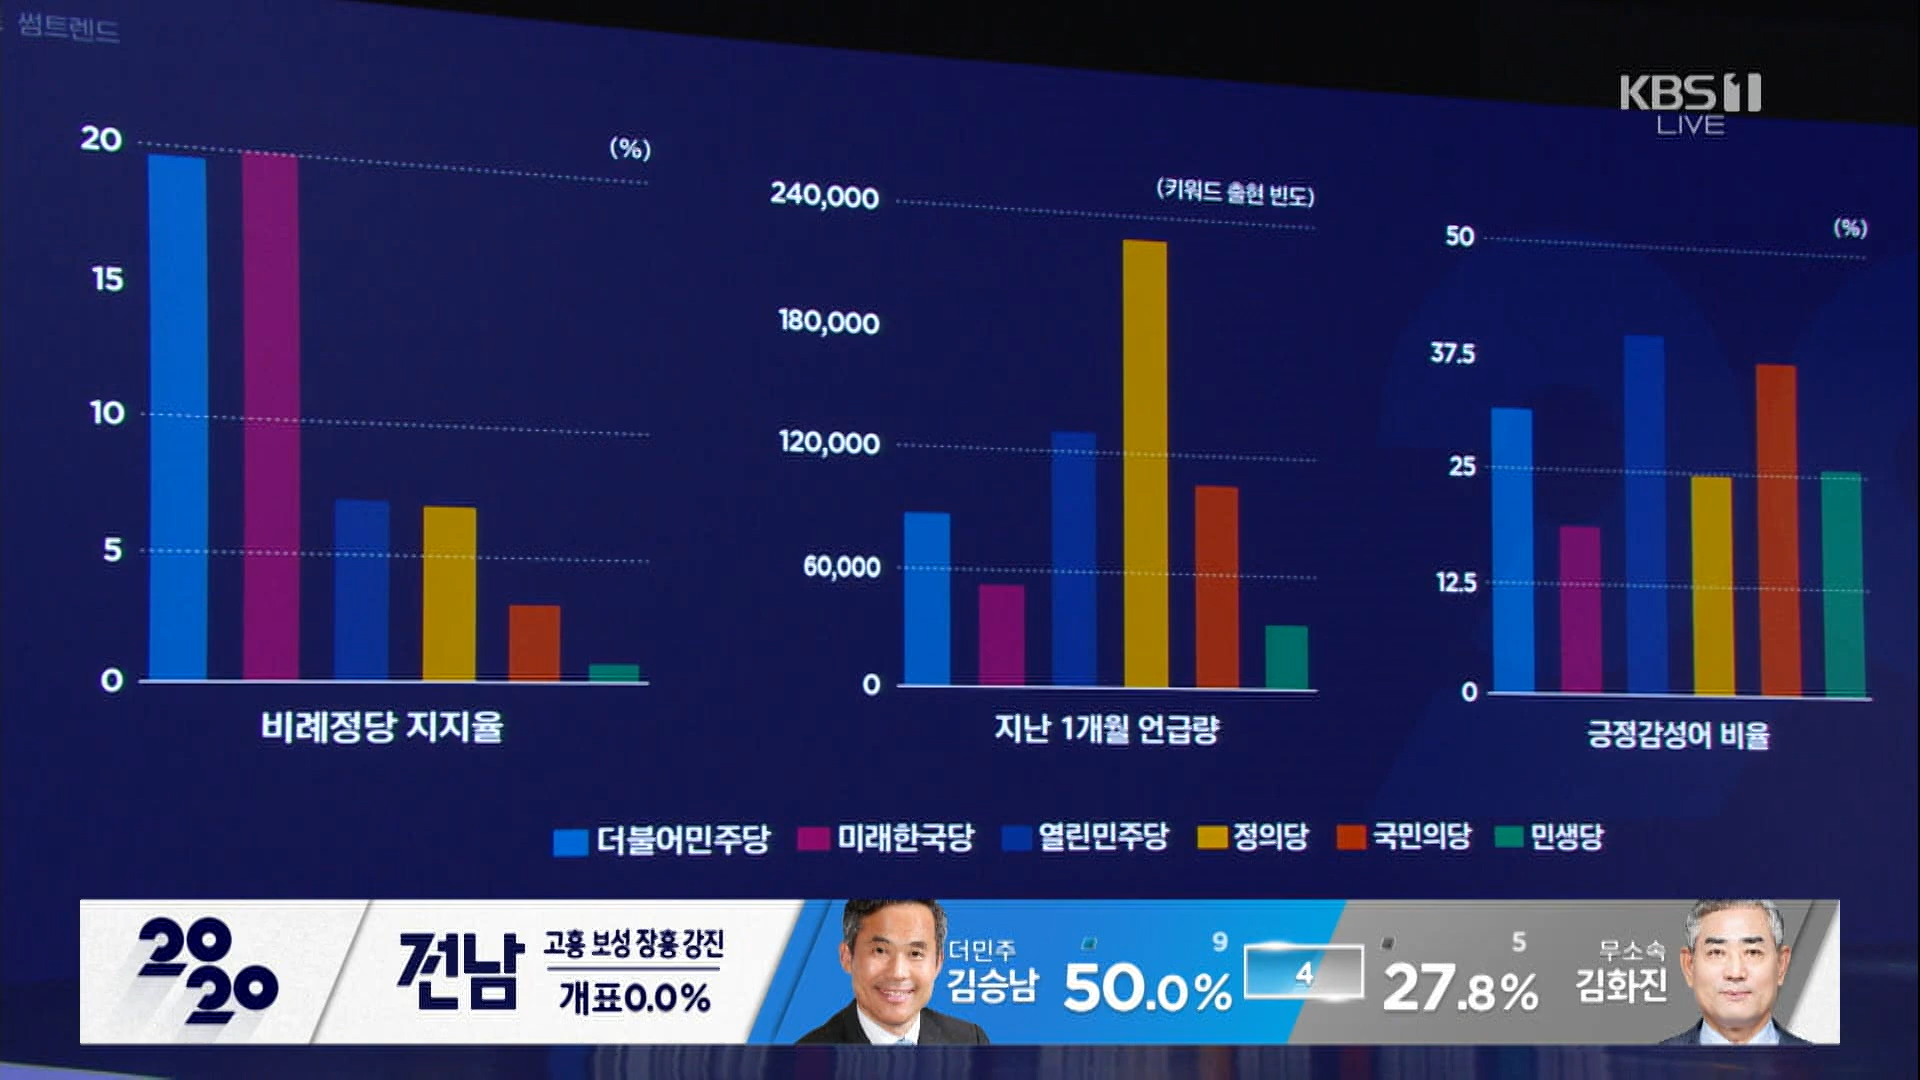 썸트렌드
KBS 1
LIVE
(%)
20
15
10
5
0
비례정당 지지율
(키워드 출현 빈도)
240,000
180,000
120,000
60,000
0
지난 1개월 언급량
(%)
50
37.5
25
12.5
0
긍정감성어 비율
더불어민주당 미래한국당 열린민주당 정의당 국민의당 민생당
2020
전남
고흥 보성 장흥 강진
개표0.0%
더민주
김승남
9
50.0%
4
5
27.8%
무소속
김화진